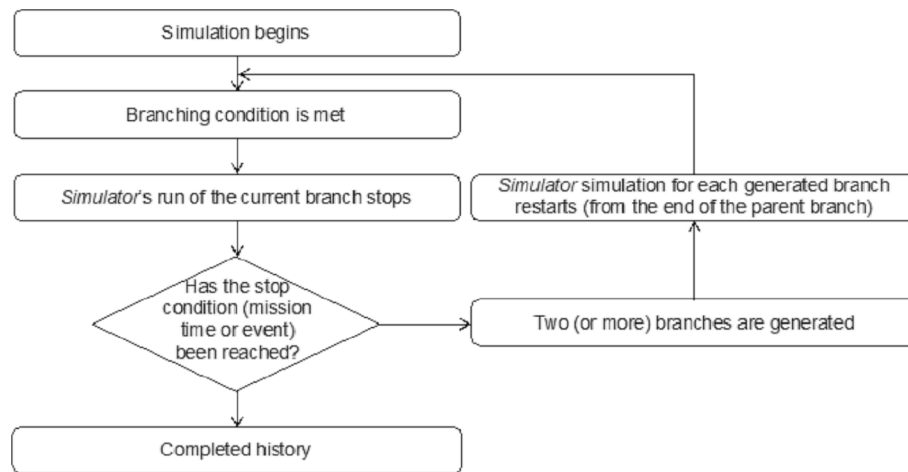 Simulation begins
Branching condition is met
Simulator's run of the current branch stops
Simulator simulation for each generated branch
restarts (from the end of the parent branch)
Has the stop
condition (mission
time or event)
been reached?
Two (or more) branches are generated
Completed history